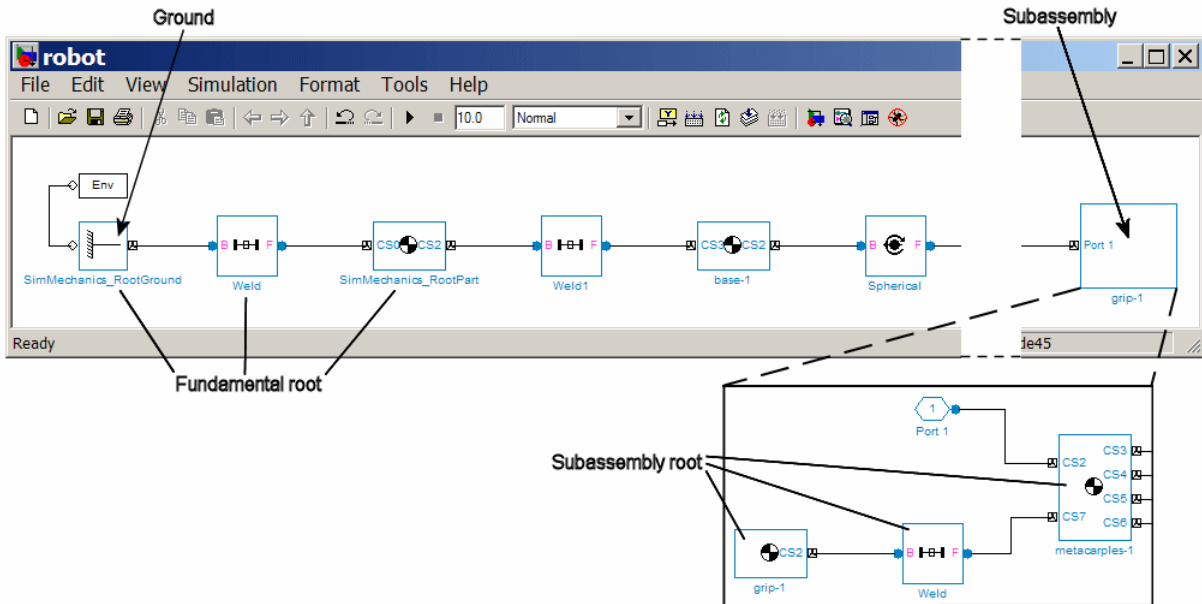 Ground
Subassembly
robot
File Edit View Simulation Format Tools Help
10.0 Normal
Env
B F CS0 CS2 B F CS3 CS2 B F Port 1
SimMechanics_RootGround Weld SimMechanics_RootPart Weld1 base-1 Spherical grip-1
Ready de45
Fundamental root
1
Port 1
CS3
CS2 CS4
CS5
CS7 CS6
Subassembly root
metacarples-1
CS2 B F
grip-1 Weld